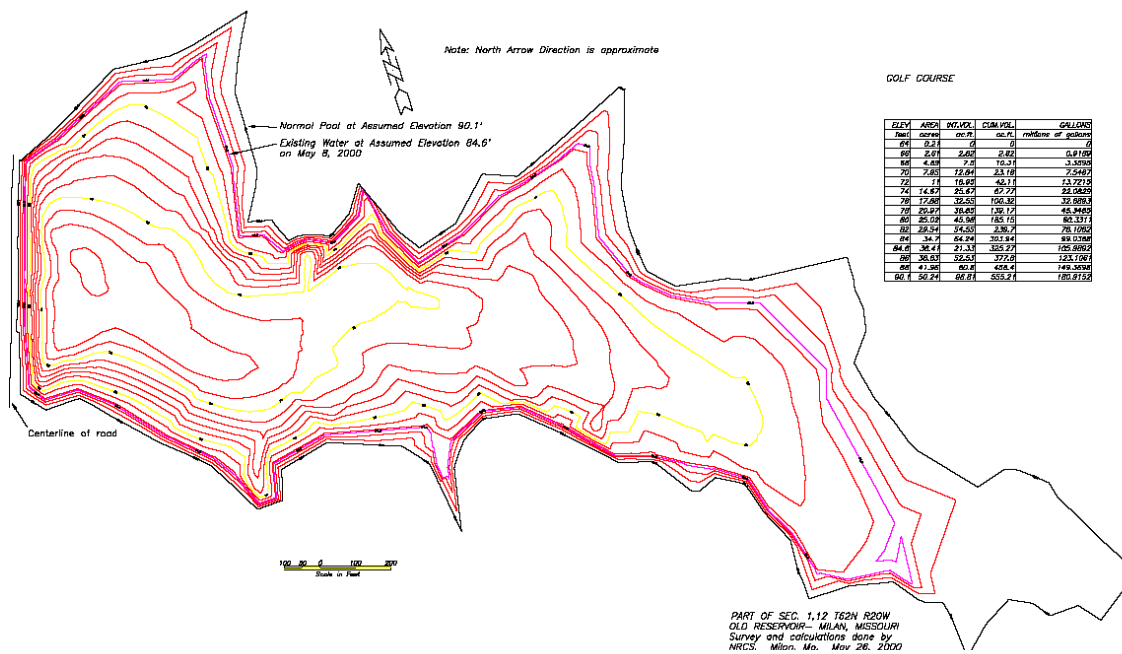 Note: North Arrow Direction is approximate
GOLF COURSE
Normal Pool at Assumed Elevation 90.1'
Existing Water at Assumed Elevation 84.6'
on May 8, 2000
ELEV AREA INT.VOL. CUM.VOL. GALLONS
feet acres ac.ft. ac.ft. millions of gallons
64 0.21 0 0 0
66 2.61 2.82 2.82 0.9189
68 4.89 7.5 10.31 3.3595
70 7.95 12.84 23.16 7.5467
72 11 18.95 42.11 13.7215
74 14.67 25.67 67.77 22.0829
76 17.88 32.55 100.32 32.6893
78 20.97 38.85 139.17 45.3485
80 25.02 45.98 185.15 60.3311
82 29.54 54.55 239.7 78.1062
84 34.7 64.24 303.94 99.0388
84.6 36.41 21.33 325.27 105.9892
86 38.63 52.53 377.8 123.1061
88 41.96 80.6 458.4 149.3698
90.1 50.24 96.81 555.21 180.9152
Centerline of road
100 50 0 100 200
Scale in Feet
PART OF SEC. 1,12 T62N R20W
OLD RESERVOIR- MILAN, MISSOURI
Survey and calculations done by
NRCS, Milan, Mo. May 26, 2000